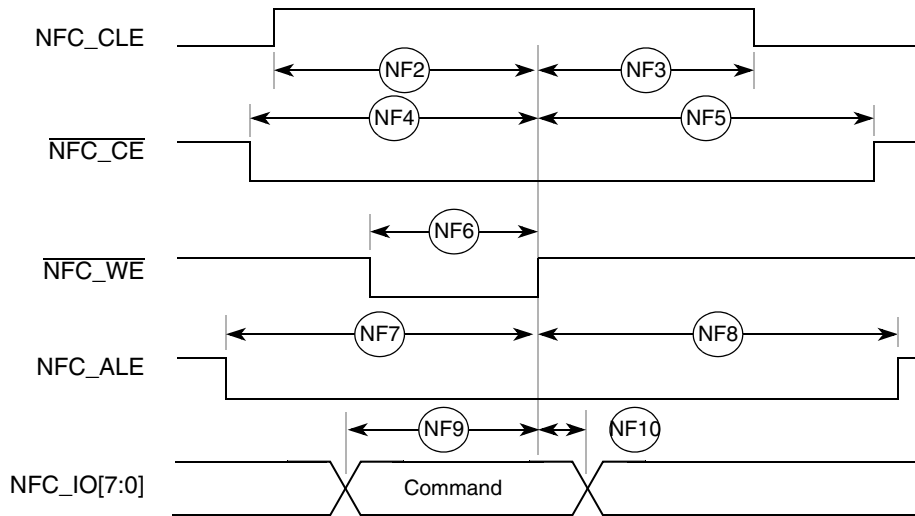 NFC_CLE
NF2
NF3
NF4
NF5
NFC_CE
NF6
NFC_WE
NF7
NF8
NFC_ALE
NF9
NF10
NFC_IO[7:0]
Command